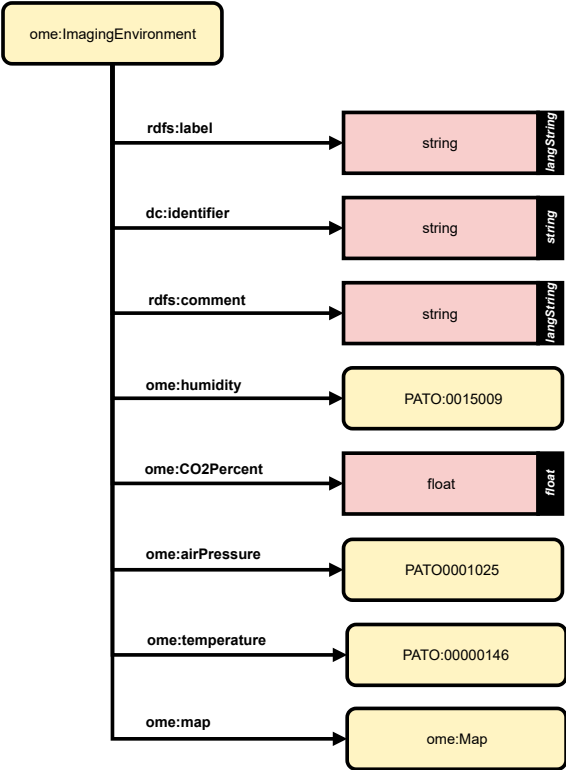 ome:ImagingEnvironment
rdfs:label
string
langString
dc:identifier
string
string
rdfs:comment
string
langString
ome:humidity
PATO:0015009
ome:CO2Percent
float
float
ome:airPressure
PATO0001025
ome:temperature
PATO:00000146
ome:map
ome:Map